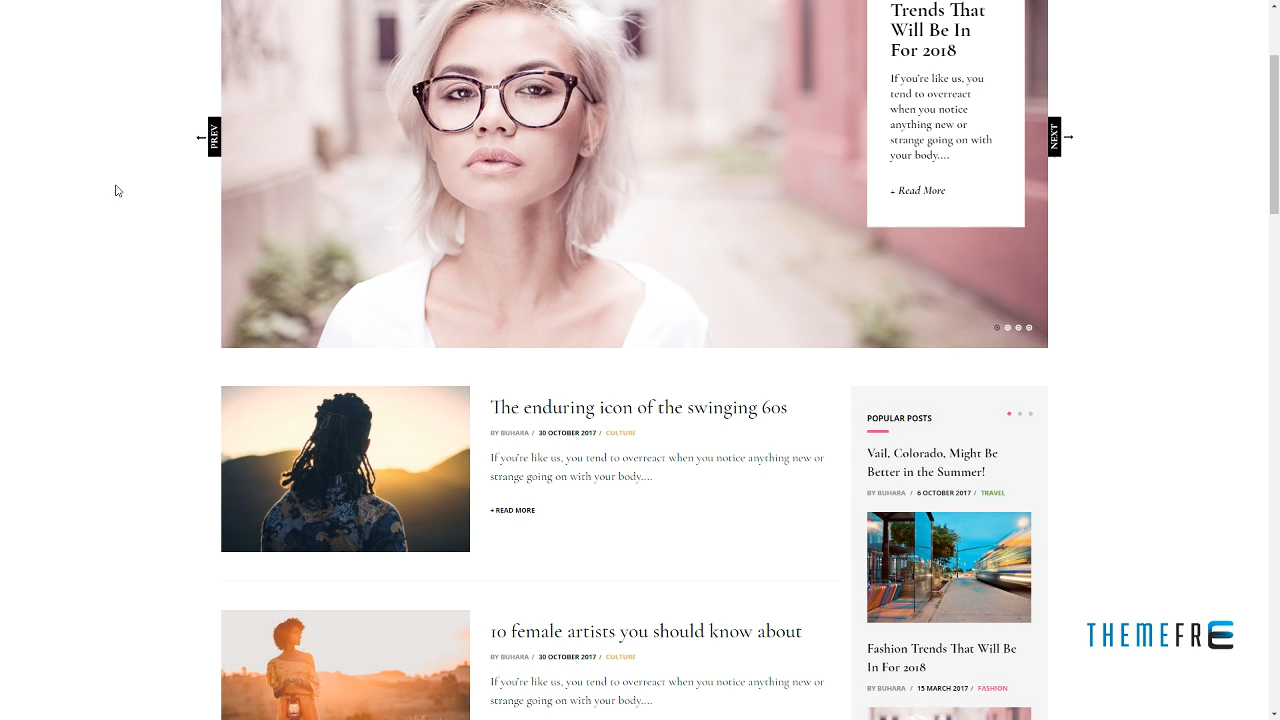 Trends That
Will Be In
For 2018
If you're like us, you
tend to overreact
when you notice
anything new or
strange going on with
your body....
+ Read More
PREV
NEXT
The enduring icon of the swinging 60s
BY BUHARA / 30 OCTOBER 2017 / CULTURE
If you're like us, you tend to overreact when you notice anything new or
strange going on with your body....
+ READ MORE
10 female artists you should know about
BY BUHARA / 30 OCTOBER 2017 / CULTURE
If you're like us, you tend to overreact when you notice anything new or
strange going on with your body....
POPULAR POSTS
Vail, Colorado, Might Be
Better in the Summer!
BY BUHARA / 6 OCTOBER 2017 / TRAVEL
Fashion Trends That Will Be
In For 2018
BY BUHARA / 15 MARCH 2017 / FASHION
THEMEFRE